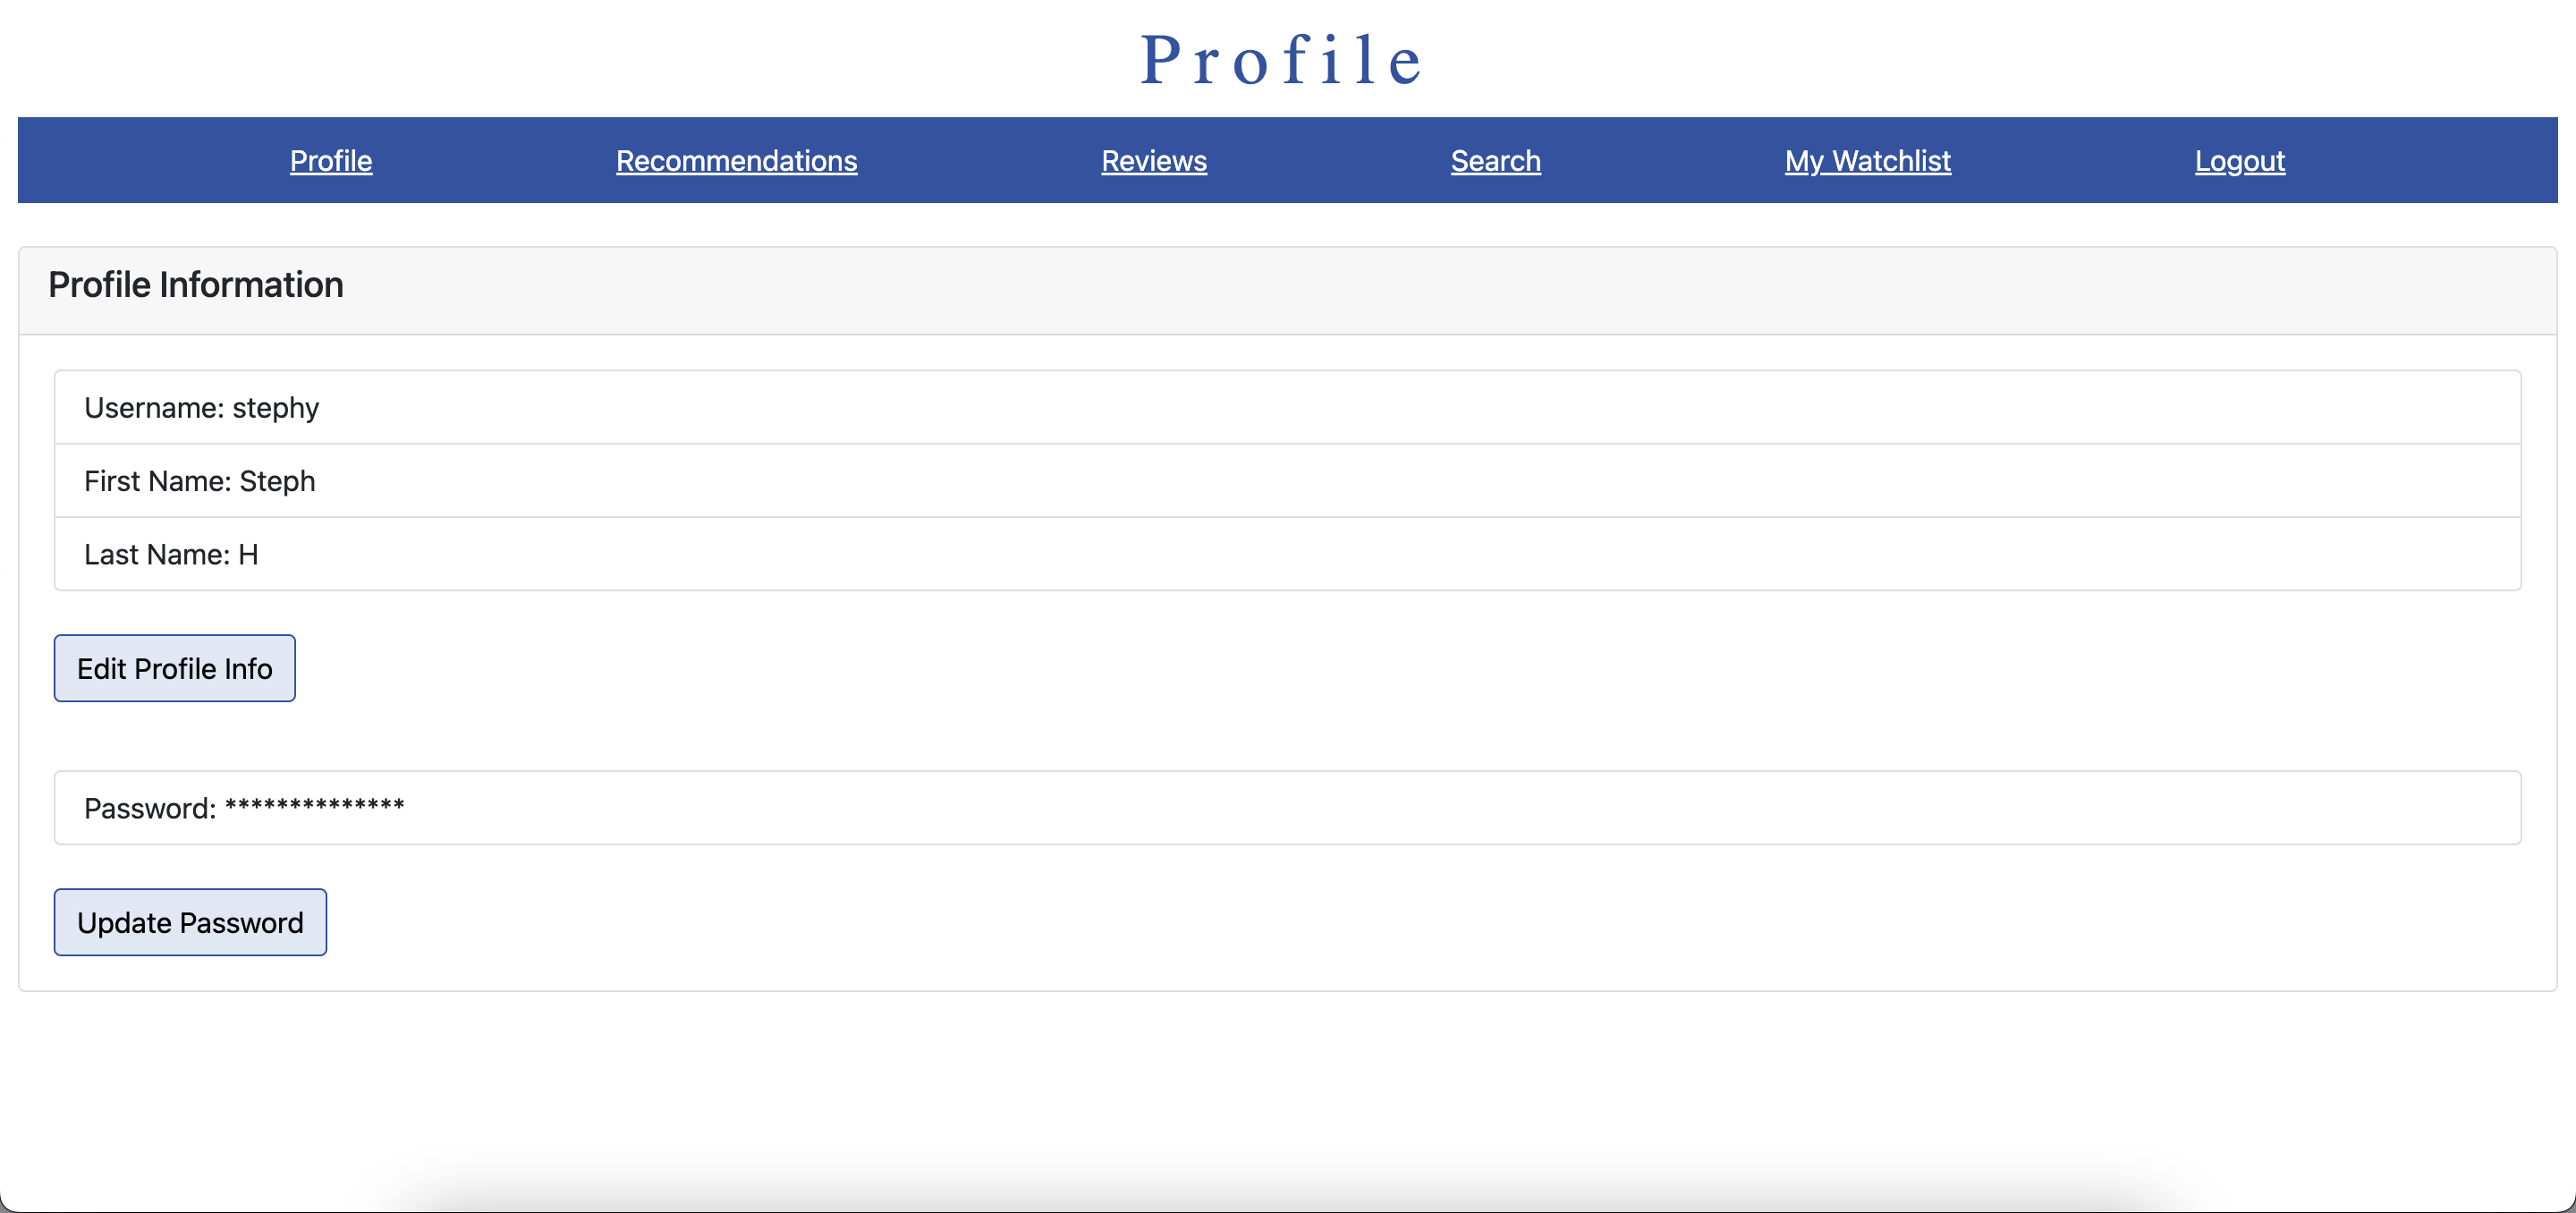 Profile
Profile Recommendations Reviews Search My Watchlist Logout
Profile Information
Username: stephy
First Name: Steph
Last Name: H
Edit Profile Info
Password: **************
Update Password